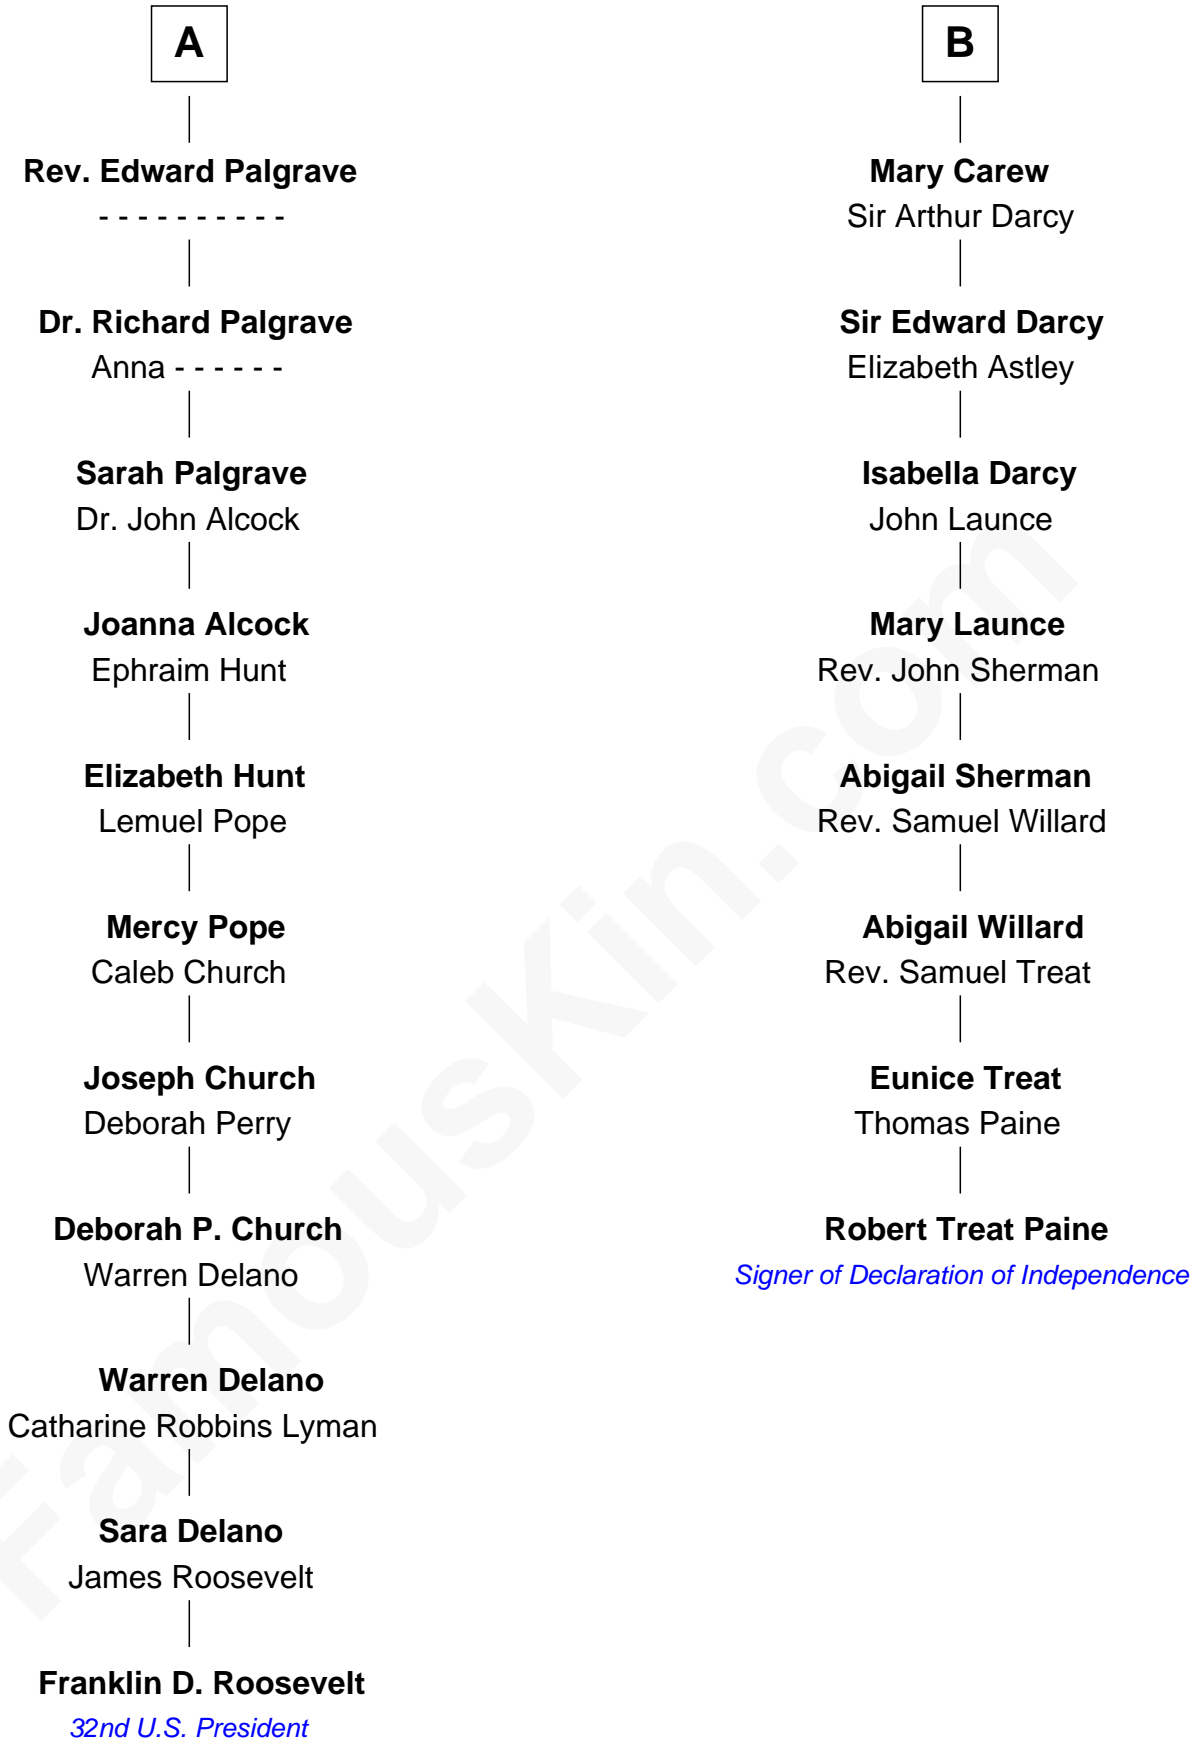 A
Rev. Edward Palgrave
- - - - - - - - - -
Dr. Richard Palgrave
Anna - - - - - -
Sarah Palgrave
Dr. John Alcock
Joanna Alcock
Ephraim Hunt
Elizabeth Hunt
Lemuel Pope
Mercy Pope
Caleb Church
Joseph Church
Deborah Perry
Deborah P. Church
Warren Delano
Warren Delano
Catharine Robbins Lyman
Sara Delano
James Roosevelt
Franklin D. Roosevelt
32nd U.S. President
B
Mary Carew
Sir Arthur Darcy
Sir Edward Darcy
Elizabeth Astley
Isabella Darcy
John Launce
Mary Launce
Rev. John Sherman
Abigail Sherman
Rev. Samuel Willard
Abigail Willard
Rev. Samuel Treat
Eunice Treat
Thomas Paine
Robert Treat Paine
Signer of Declaration of Independence
FamousKin.com